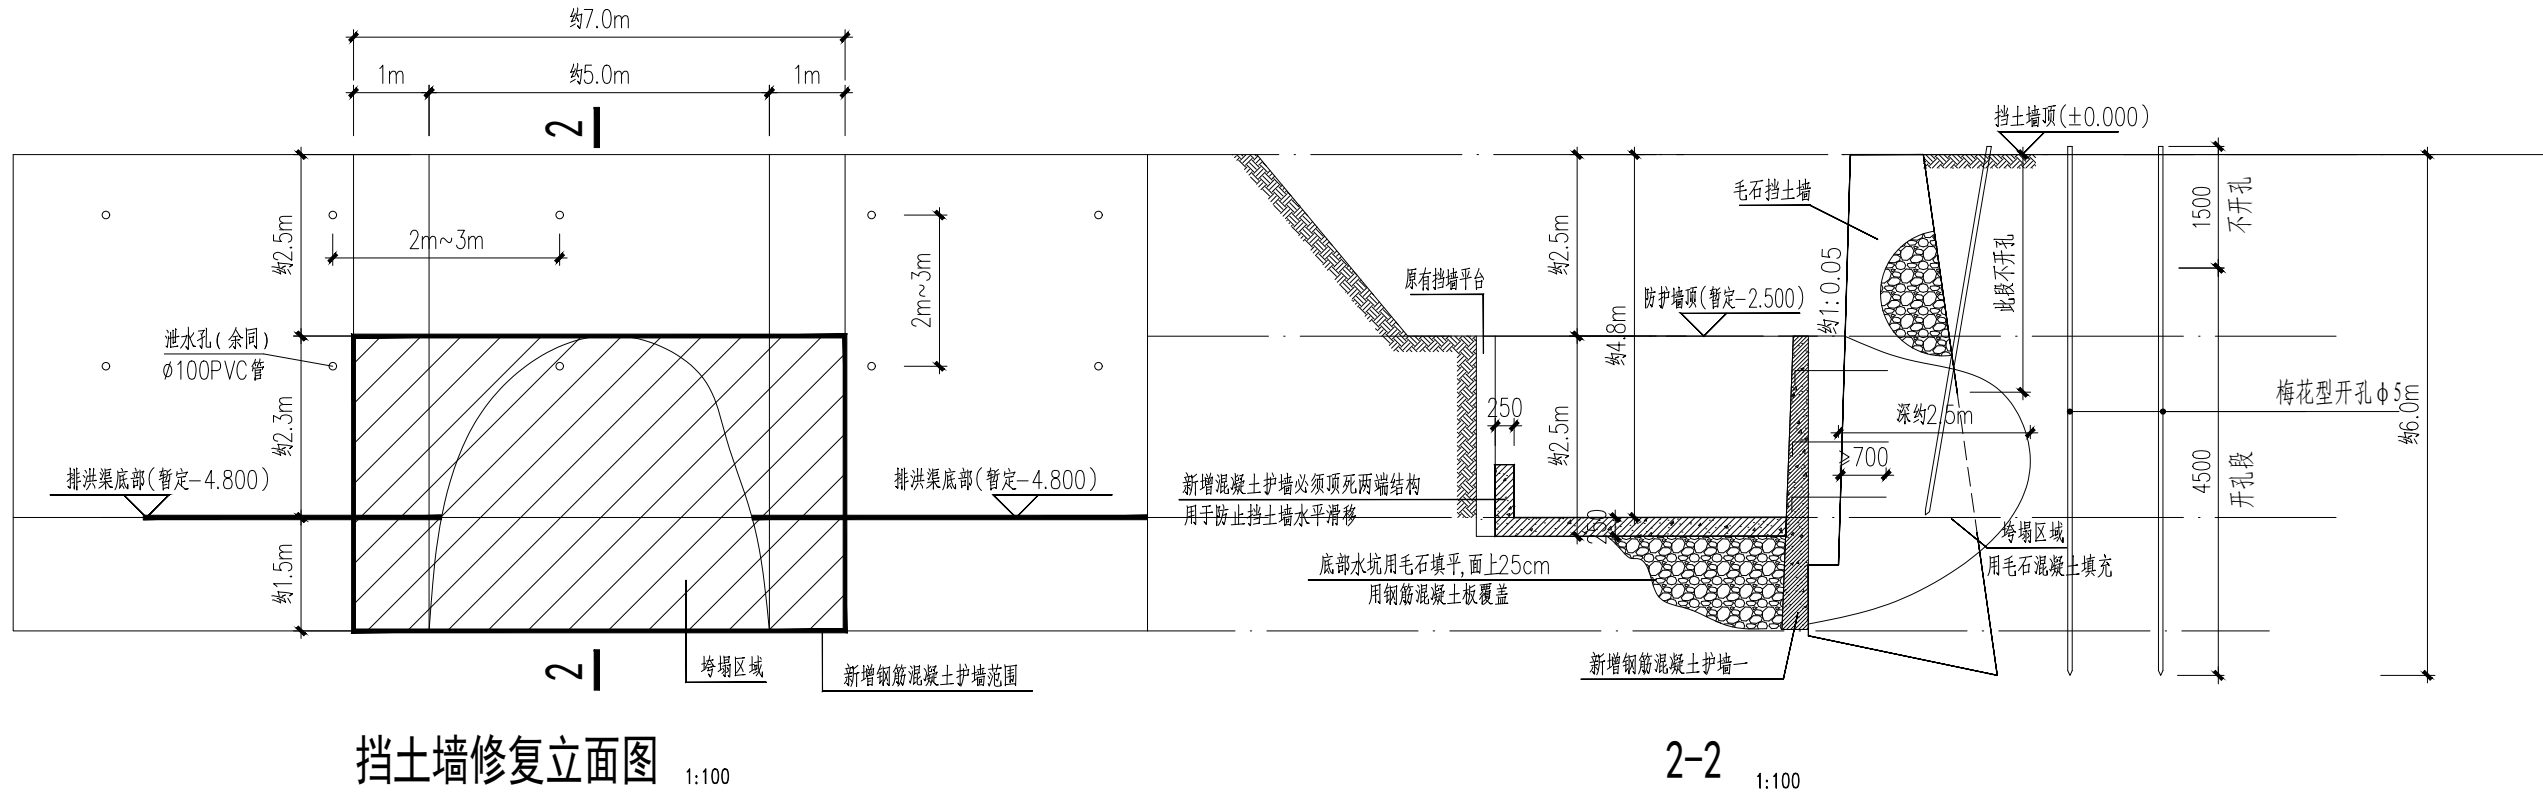 约7.0m
1m
约5.0m
1m
2
约2.5m
2m~3m
2m~3m
泄水孔(余同)
Ø100PVC管
约2.3m
排洪渠底部(暂定-4.800)
排洪渠底部(暂定-4.800)
约1.5m
2
垮塌区域
新增钢筋混凝土护墙范围
挡土墙修复立面图
1:100
挡土墙顶(±0.000)
毛石挡土墙
约2.5m
原有挡墙平台
防护墙顶(暂定-2.500)
约4.8m
约1:0.05
此段不开孔
1500
不开孔
250
约2.5m
深约2.5m
≥700
梅花型开孔ϕ5m
约6.0m
4500
开孔段
新增混凝土护墙必须顶死两端结构
用于防止挡土墙水平滑移
250
底部水坑用毛石填平,面上25cm
用钢筋混凝土板覆盖
垮塌区域
用毛石混凝土填充
新增钢筋混凝土护墙一
2-2
1:100